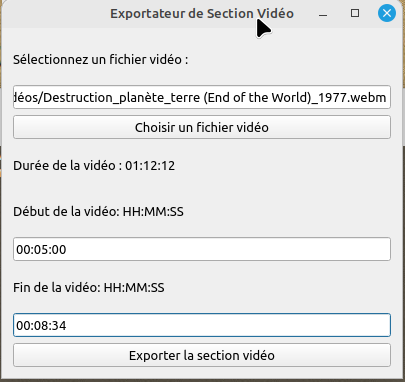 Exportateur de Section Vidéo
Sélectionnez un fichier vidéo :
déos/Destruction_planète_terre (End of the World)_1977.webm
Choisir un fichier vidéo
Durée de la vidéo : 01:12:12
Début de la vidéo: HH:MM:SS
00:05:00
Fin de la vidéo: HH:MM:SS
00:08:34
Exporter la section vidéo